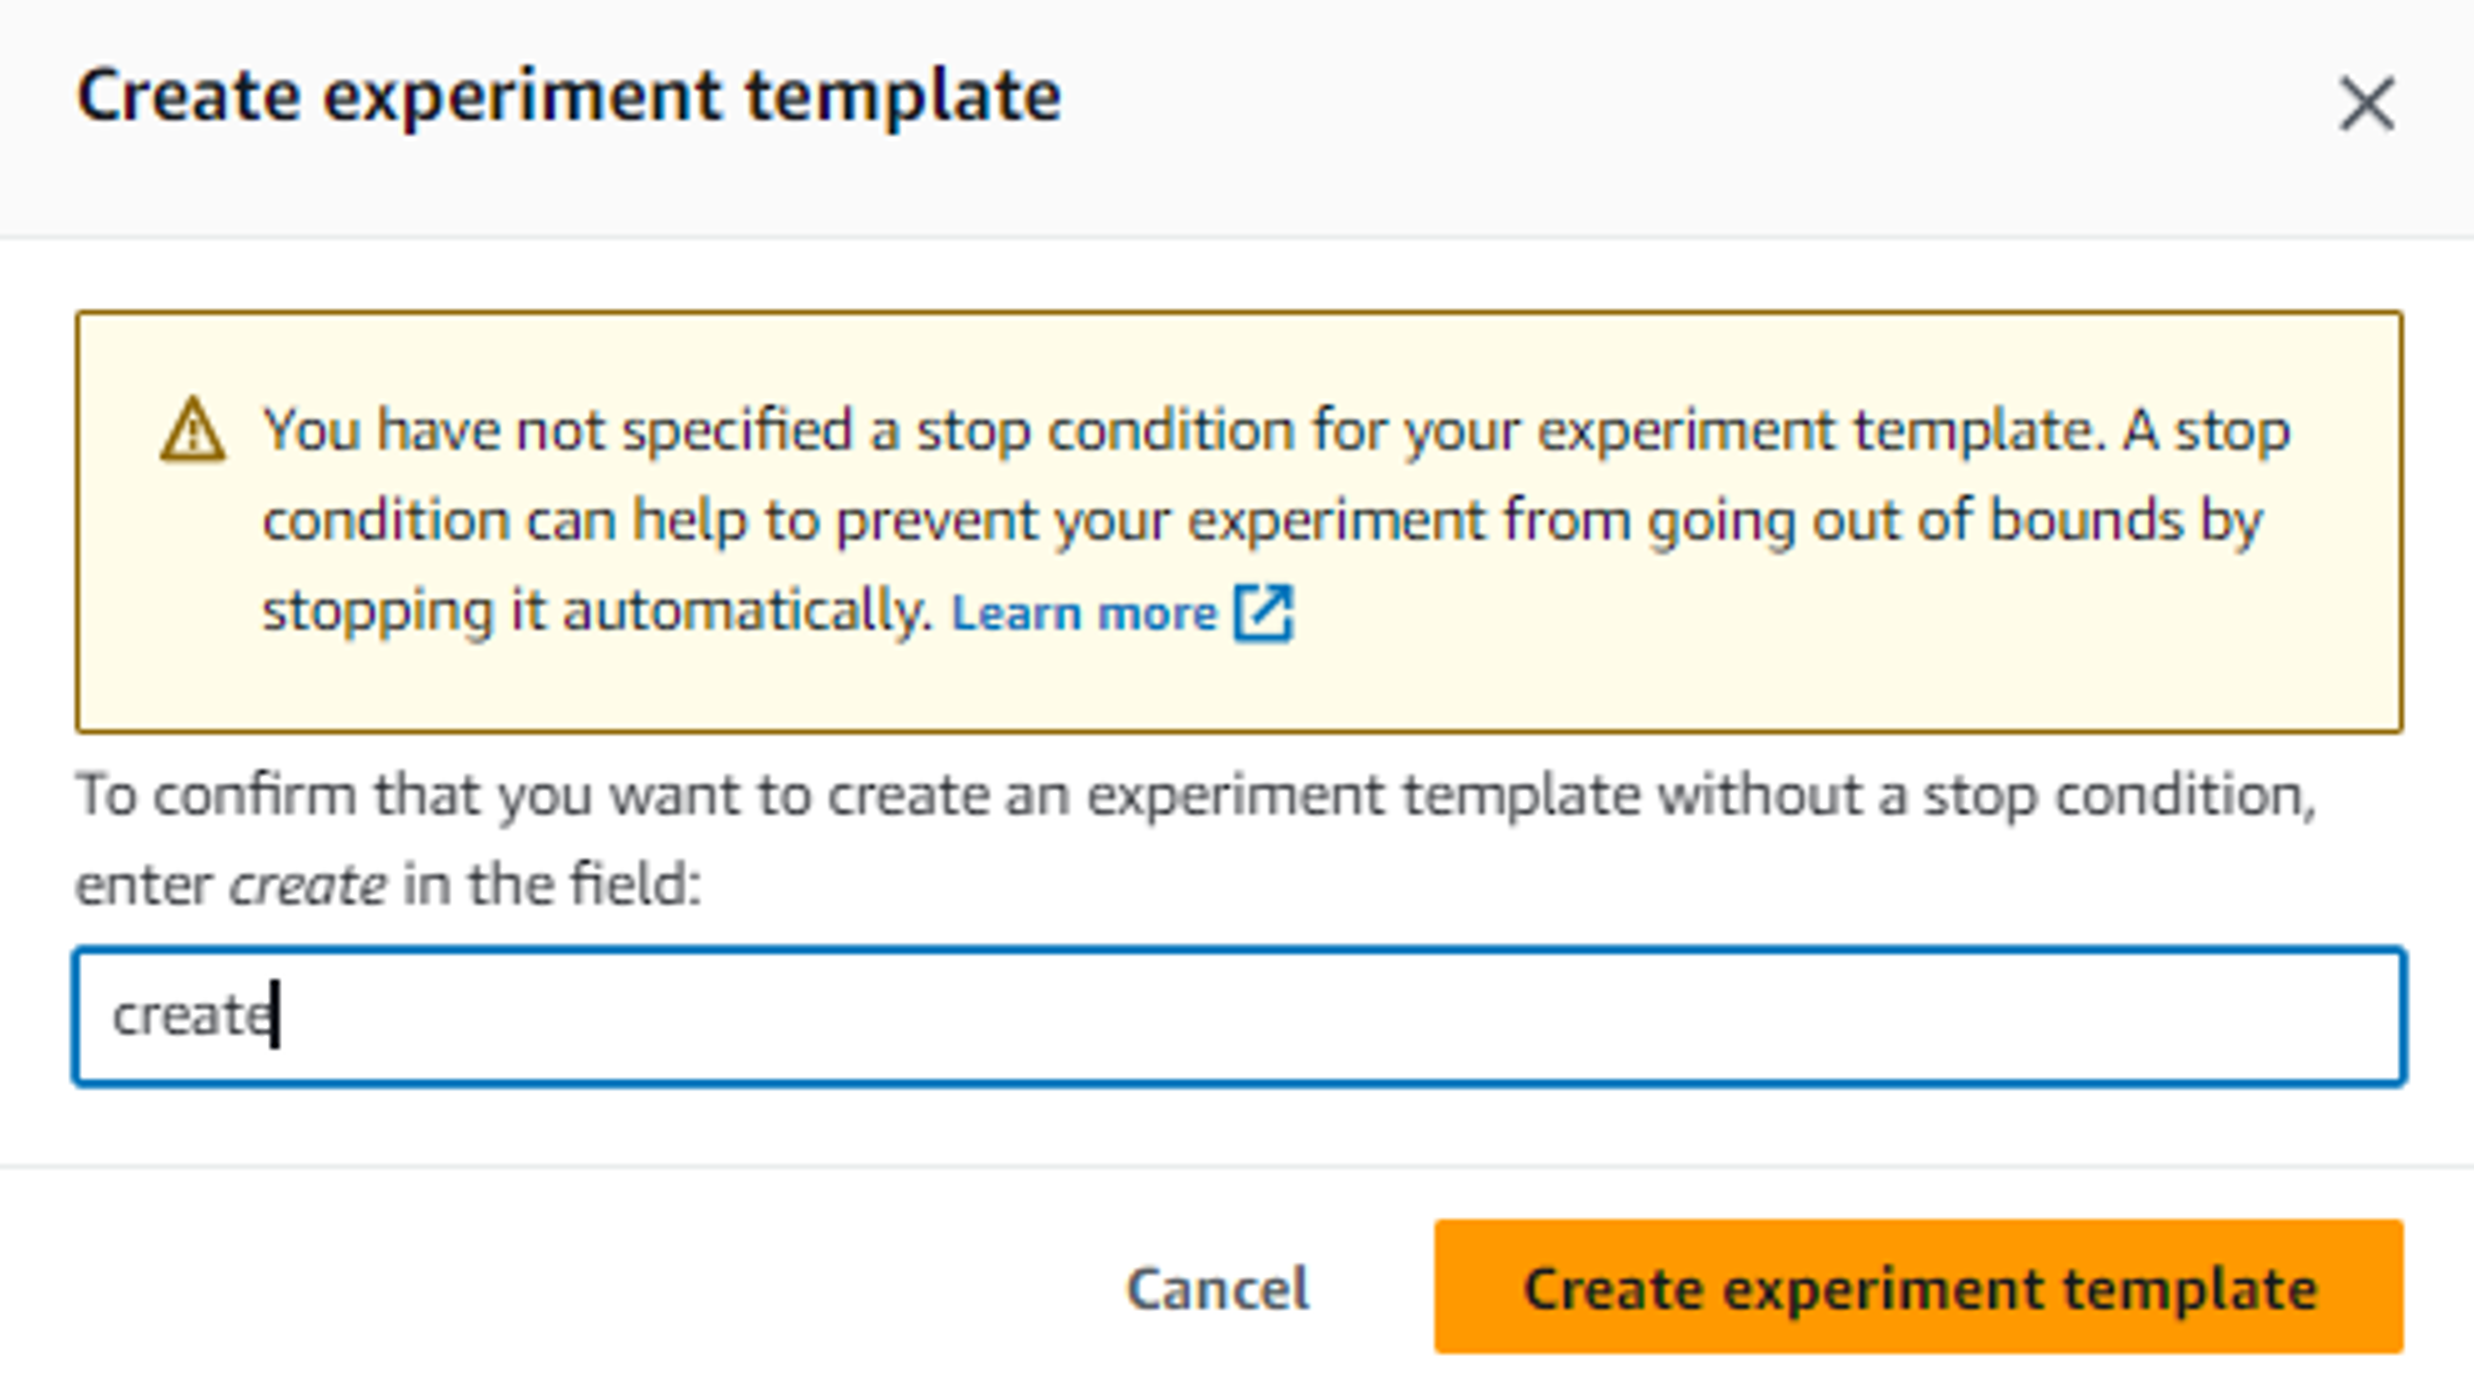 Create experiment template
You have not specified a stop condition for your experiment template. A stop
condition can help to prevent your experiment from going out of bounds by
stopping it automatically. Learn more
To confirm that you want to create an experiment template without a stop condition,
enter create in the field:
create
Cancel
Create experiment template